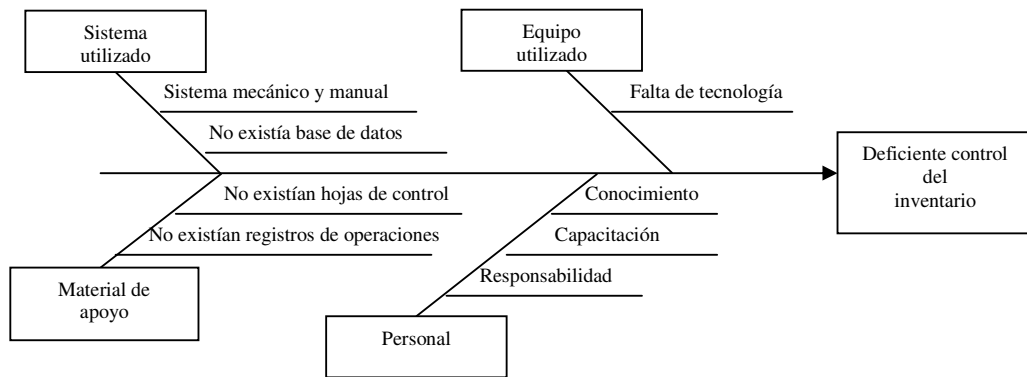 Sistema
utilizado
Equipo
utilizado
Sistema mecánico y manual
Falta de tecnología
No existía base de datos
Deficiente control
del
inventario
No existían hojas de control
Conocimiento
No existían registros de operaciones
Capacitación
Responsabilidad
Material de
apoyo
Personal